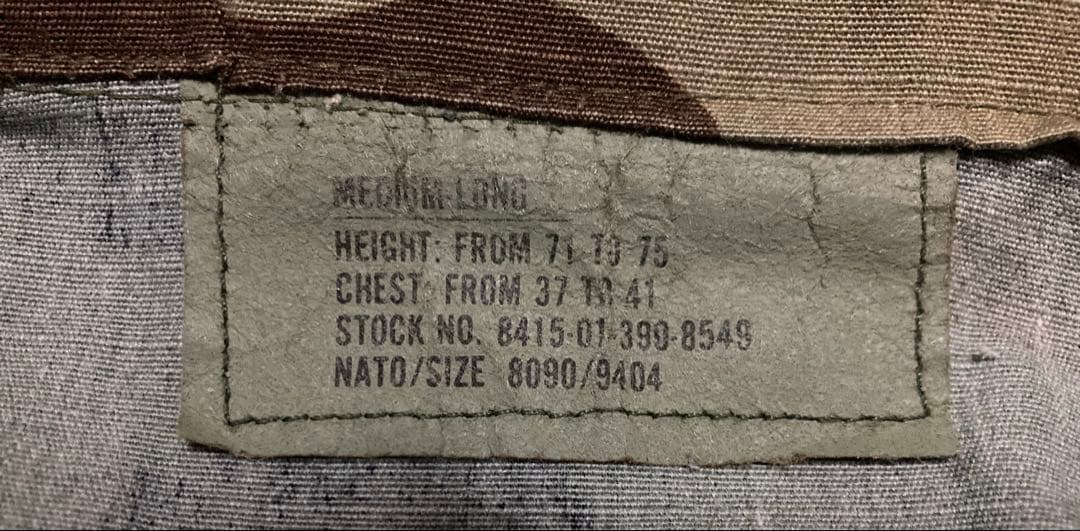 MEDIUM-LONG
HEIGHT: FROM 71 TO 75
CHEST: FROM 37 TO 41
STOCK NO. 8415-01-390-8549
NATO/SIZE 8090/9404